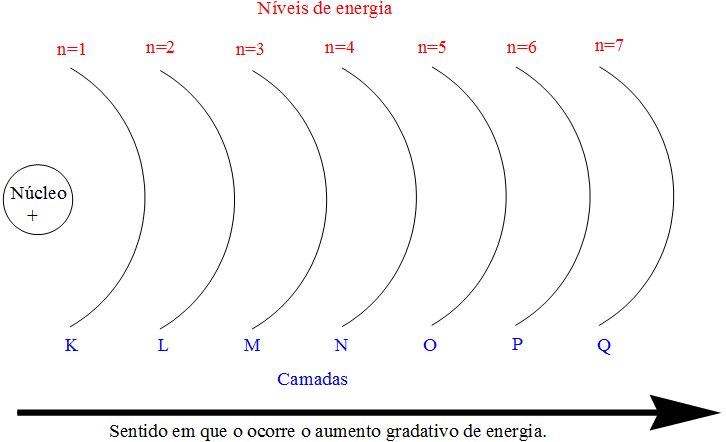 Níveis de energia
n=1 n=2 n=3 n=4 n=5 n=6 n=7
Núcleo
+
K L M N O P Q
Camadas
Sentido em que o ocorre o aumento gradativo de energia.